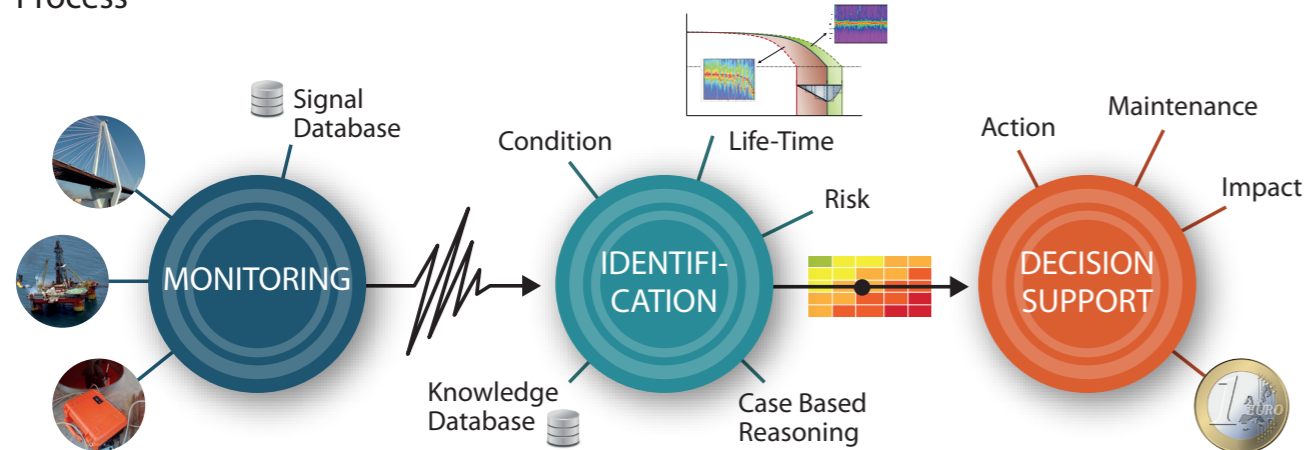 Process
Signal
Database
MONITORING
Condition
Life-Time
Risk
IDENTIFI-
CATION
Knowledge
Database
Case Based
Reasoning
Action
Maintenance
Impact
DECISION
SUPPORT
1
EURO